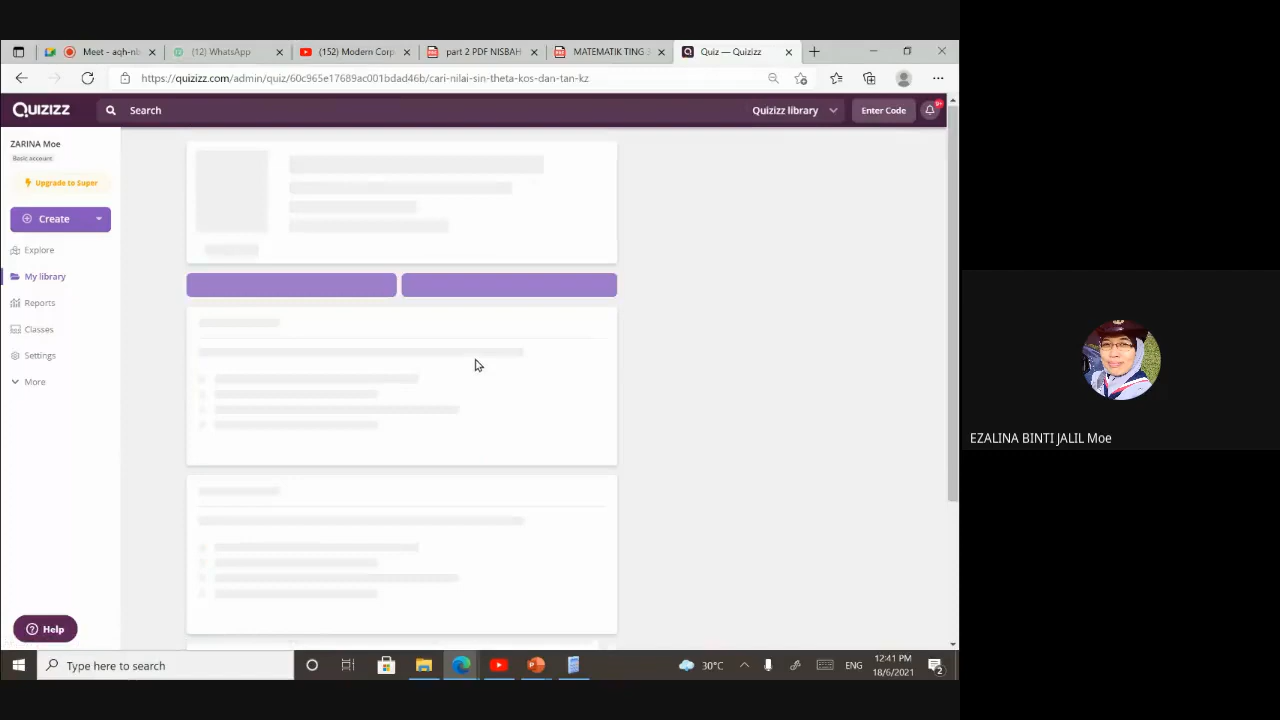 Meet - aqh-nb
(12) WhatsApp
(152) Modern Corp
part 2 PDF NISBAH
MATEMATIK TING 3
Quiz — Quizizz
https://quizizz.com/admin/quiz/60c965e17689ac001bdad46b/cari-nilai-sin-theta-kos-dan-tan-kz
QUIZIZZ
Search
Quizizz library
Enter Code
9+
ZARINA Moe
Basic account
Upgrade to Super
Create
Explore
My library
Reports
Classes
Settings
More
Help
EZALINA BINTI JALIL Moe
Type here to search
30°C
ENG
12:41 PM
18/6/2021
2